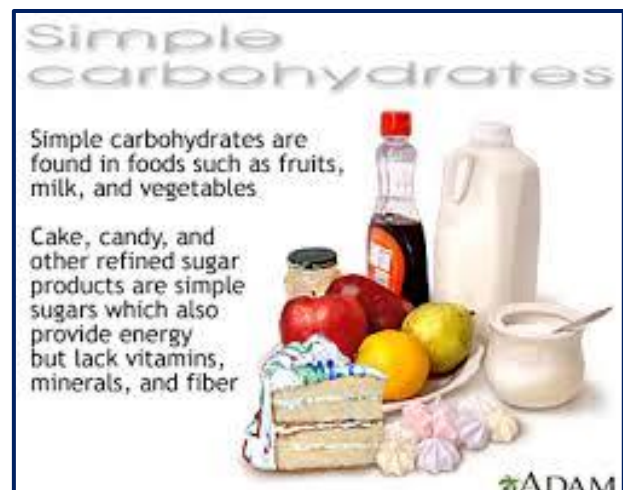 Simple
carbohydrates
Simple carbohydrates are
found in foods such as fruits,
milk, and vegetables
Cake, candy, and
other refined sugar
products are simple
sugars which also
provide energy
but lack vitamins,
minerals, and fiber
ADAM